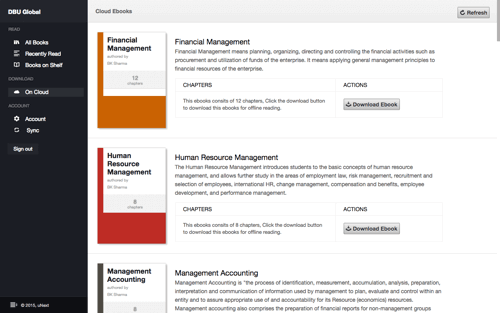 DBU Global
READ
All Books
Recently Read
Books on Shelf
DOWNLOAD
On Cloud
ACCOUNT
Account
Sync
Sign out
© 2015, uNext
Cloud Ebooks
Refresh
Financial
Management
authored by
BK Sharma
12
chapters
Financial Management
Financial Management means planning, organizing, directing and controlling the financial activities such as
procurement and utilization of funds of the enterprise. It means applying general management principles to
financial resources of the enterprise.
CHAPTERS
ACTIONS
This ebooks consits of 12 chapters, Click the download button
to download this ebooks for offline reading.
Download Ebook
Human
Resource
Management
authored by
BK Sharma
8
chapters
Human Resource Management
The Human Resource Management introduces students to the basic concepts of human resource
management, and allows further study in the areas of employment law, risk management, recruitment and
selection of employees, international HR, change management, compensation and benefits, employee
development, and performance management.
CHAPTERS
ACTIONS
This ebooks consits of 8 chapters, Click the download button
to download this ebooks for offline reading.
Download Ebook
Management
Accounting
authored by
BK Sharma
8
Management Accounting
Management Accounting is "the process of identification, measurement, accumulation, analysis, preparation,
interpretation and communication of information used by management to plan, evaluate and control within an
entity and to assure appropriate use of and accountability for its Resource (economics) resources.
Management accounting also comprises the preparation of financial reports for non-management groups